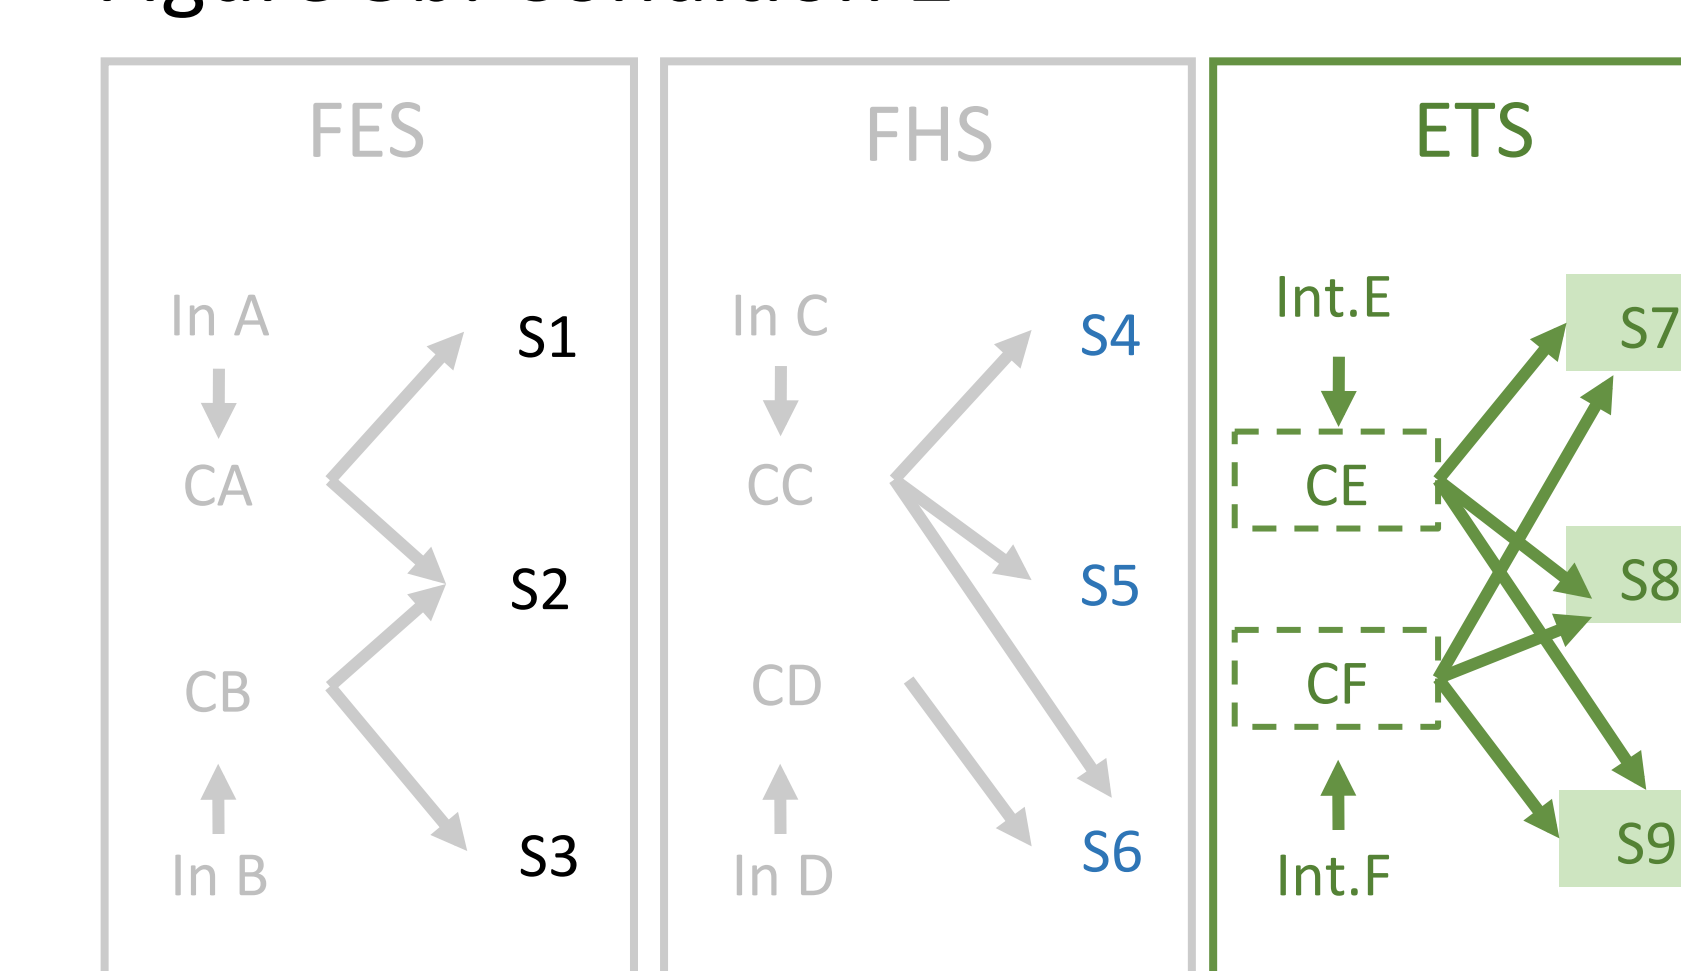 FES
In A
CA
CB
In B
S1
S2
S3
FHS
In C
CC
CD
In D
S4
S5
S6
ETS
Int.E
CE
CF
Int.F
S7
S8
S9